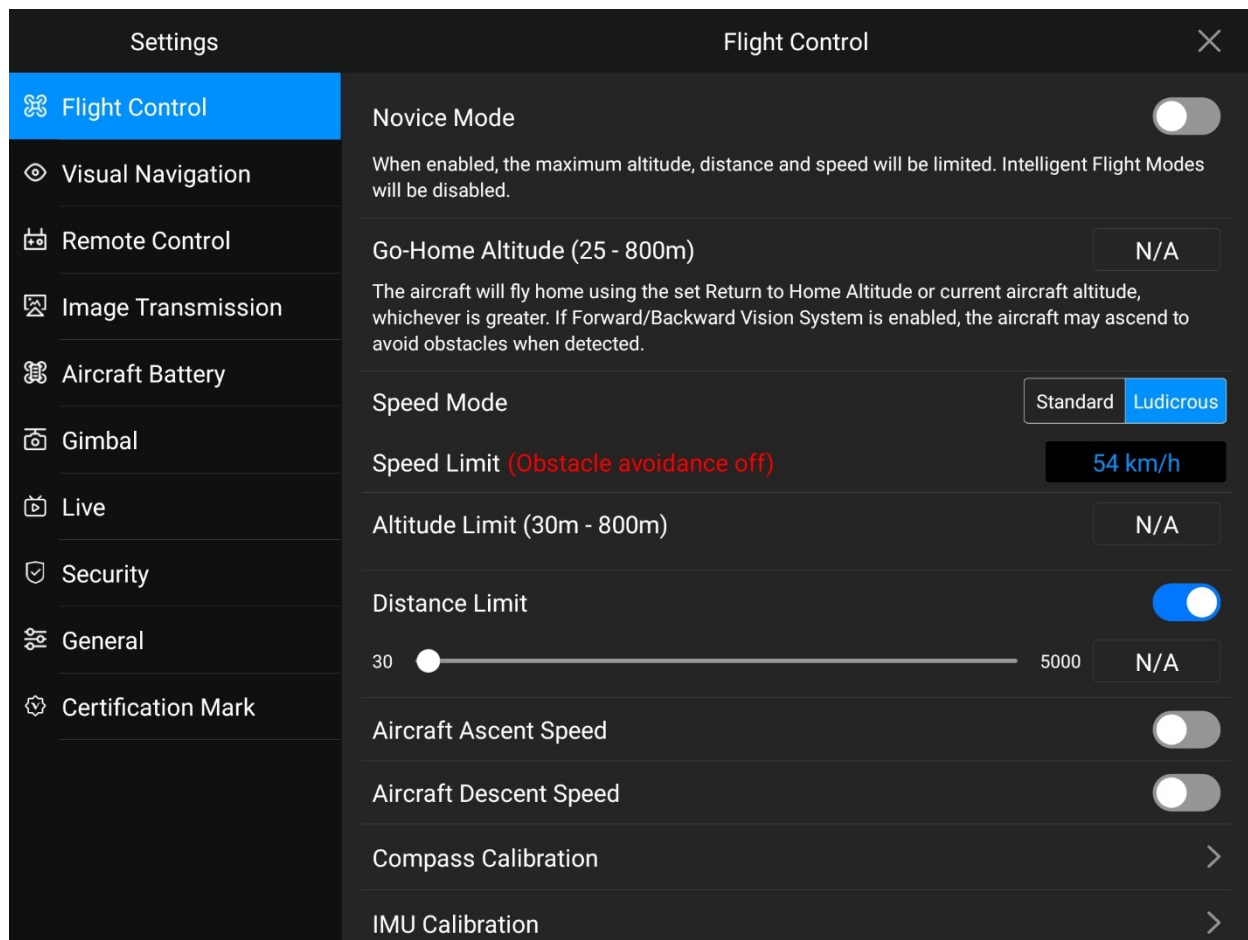 Settings
Flight Control
Flight Control
Visual Navigation
Remote Control
Image Transmission
Aircraft Battery
Gimbal
Live
Security
General
Certification Mark
Novice Mode
When enabled, the maximum altitude, distance and speed will be limited. Intelligent Flight Modes
will be disabled.
Go-Home Altitude (25 - 800m) N/A
The aircraft will fly home using the set Return to Home Altitude or current aircraft altitude,
whichever is greater. If Forward/Backward Vision System is enabled, the aircraft may ascend to
avoid obstacles when detected.
Speed Mode Standard Ludicrous
Speed Limit (Obstacle avoidance off) 54 km/h
Altitude Limit (30m - 800m) N/A
Distance Limit
30 5000 N/A
Aircraft Ascent Speed
Aircraft Descent Speed
Compass Calibration
IMU Calibration